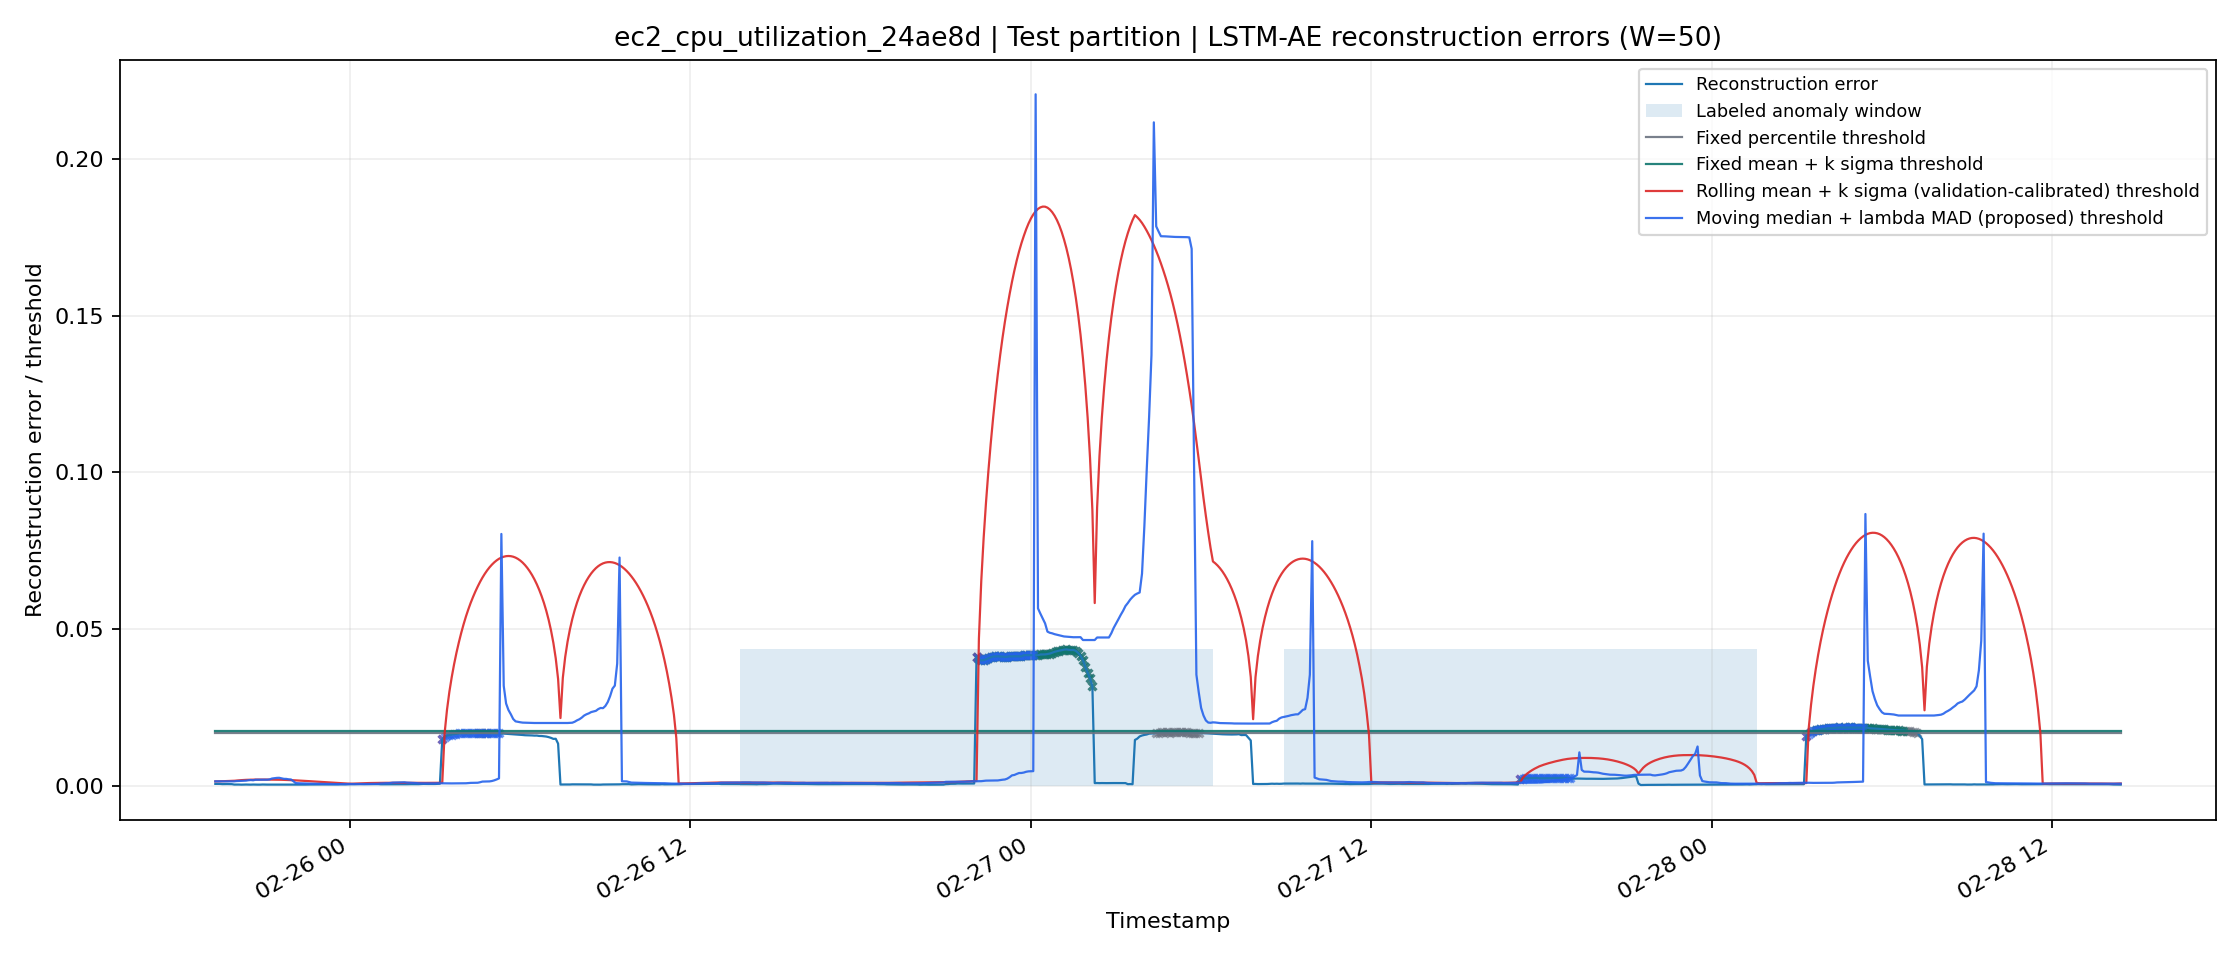 ec2_cpu_utilization_24ae8d | Test partition | LSTM-AE reconstruction errors (W=50)
Reconstruction error
Labeled anomaly window
Fixed percentile threshold
Fixed mean + k sigma threshold
Rolling mean + k sigma (validation-calibrated) threshold
Moving median + lambda MAD (proposed) threshold
Reconstruction error / threshold
0.20
0.15
0.10
0.05
0.00
02-26 00
02-26 12
02-27 00
02-27 12
02-28 00
02-28 12
Timestamp